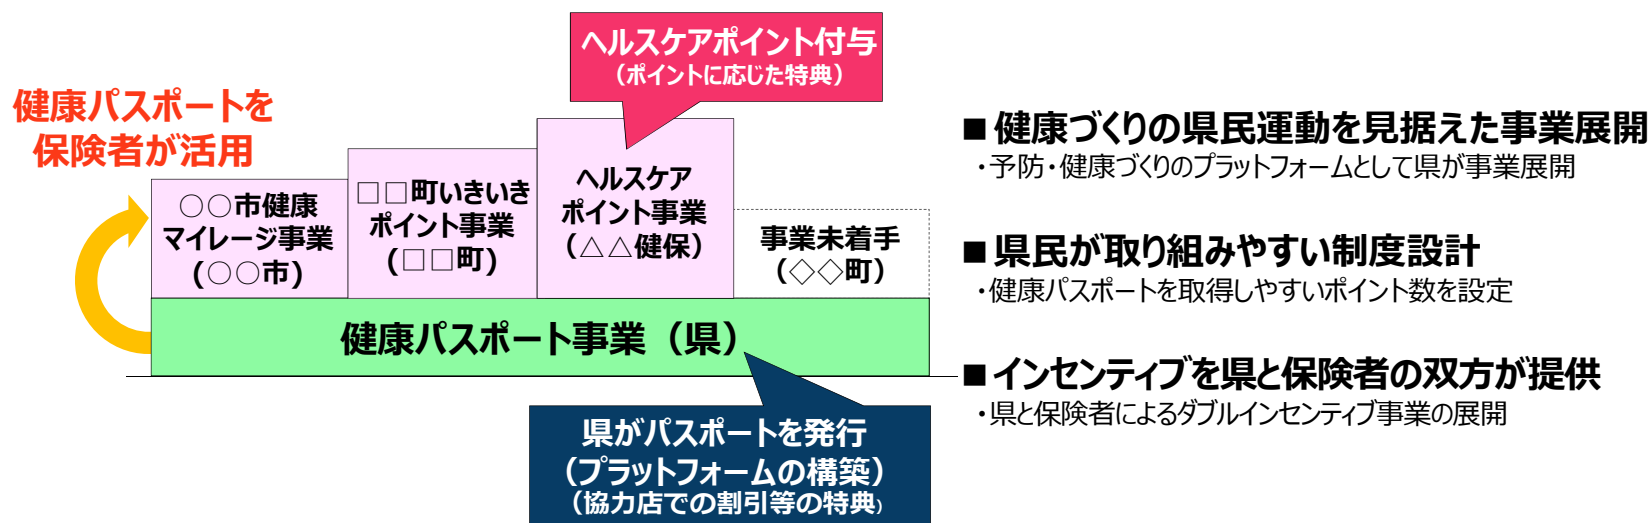 ヘルスケアポイント付与
（ポイントに応じた特典）
健康パスポートを
保険者が活用
○○市健康
マイレージ事業
(○○市)
□□町いきいき
ポイント事業
(□□町)
ヘルスケア
ポイント事業
（△△健保）
事業未着手
（◇◇町）
健康パスポート事業（県）
県がパスポートを発行
（プラットフォームの構築）
（協力店での割引等の特典）
■ 健康づくりの県民運動を見据えた事業展開
・予防・健康づくりのプラットフォームとして県が事業展開
■ 県民が取り組みやすい制度設計
・健康パスポートを取得しやすいポイント数を設定
■ インセンティブを県と保険者の双方が提供
・県と保険者によるダブルインセンティブ事業の展開